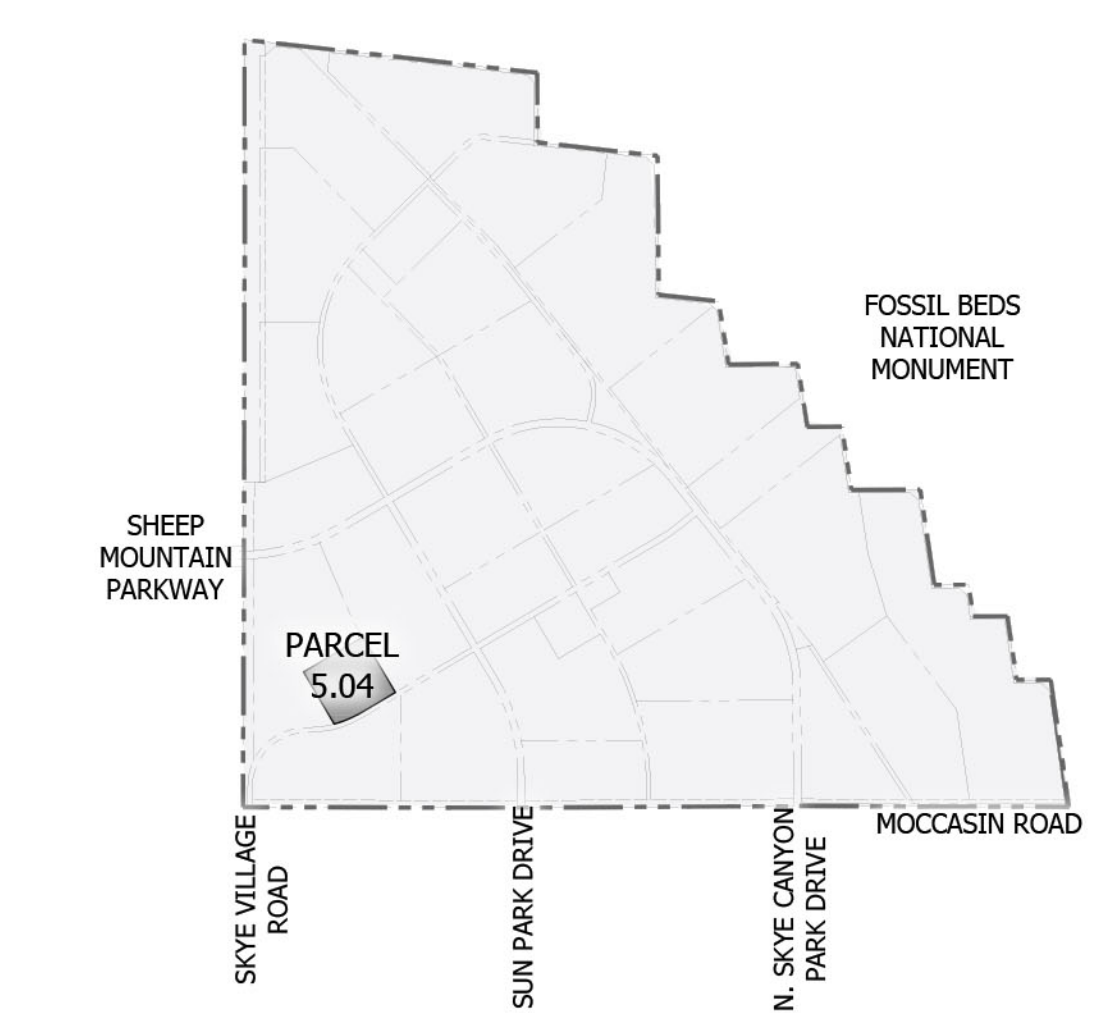 FOSSIL BEDS
NATIONAL
MONUMENT
SHEEP
MOUNTAIN
PARKWAY
PARCEL
5.04
MOCCASIN ROAD
SKYE VILLAGE
ROAD
SUN PARK DRIVE
N. SKYE CANYON
PARK DRIVE